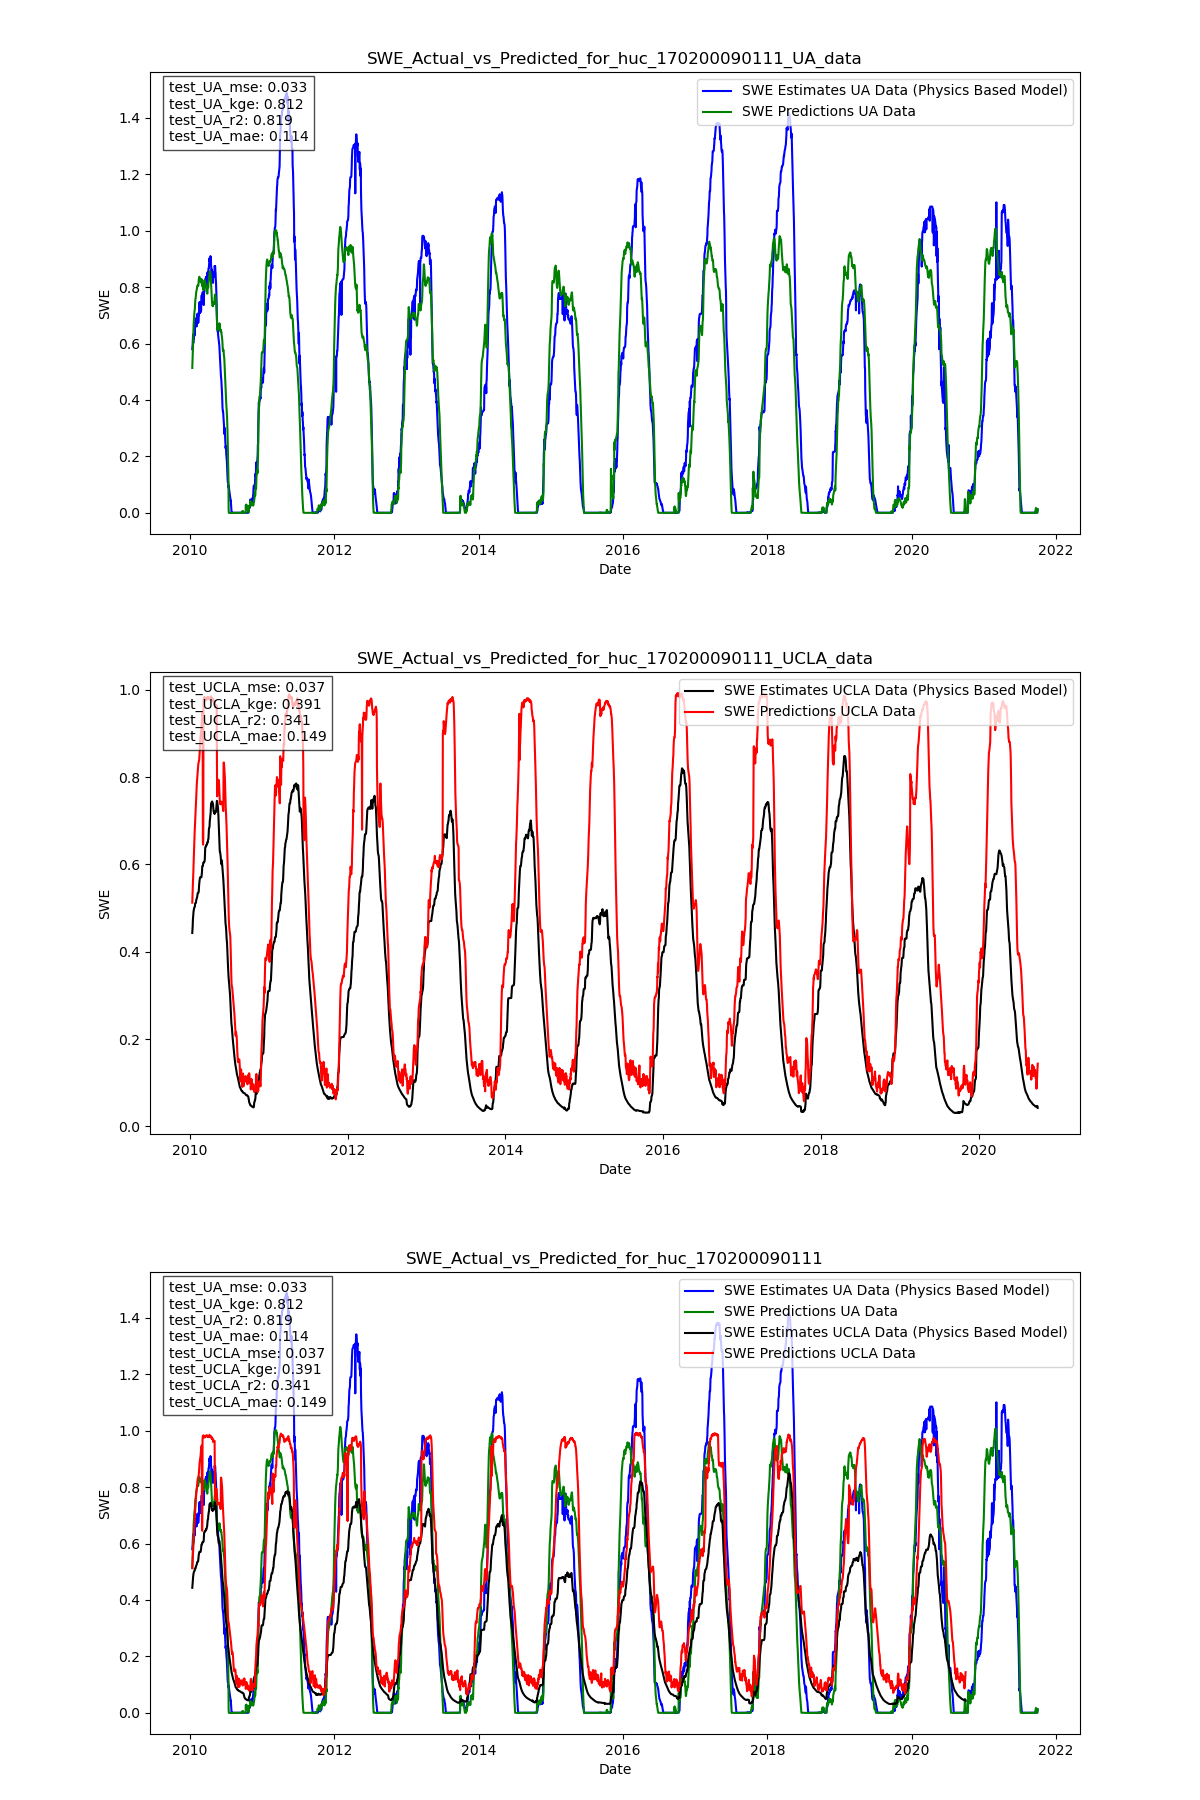 SWE_Actual_vs_Predicted_for_huc_170200090111_UA_data
test_UA_mse: 0.033
test_UA_kge: 0.812
test_UA_r2: 0.819
test_UA_mae: 0.114
SWE Estimates UA Data (Physics Based Model)
SWE Predictions UA Data
1.4
1.2
1.0
0.8
0.6
0.4
0.2
0.0
SWE
2010 2012 2014 2016 2018 2020 2022
Date
SWE_Actual_vs_Predicted_for_huc_170200090111_UCLA_data
test_UCLA_mse: 0.037
test_UCLA_kge: 0.391
test_UCLA_r2: 0.341
test_UCLA_mae: 0.149
SWE Estimates UCLA Data (Physics Based Model)
SWE Predictions UCLA Data
1.0
0.8
0.6
0.4
0.2
0.0
SWE
2010 2012 2014 2016 2018 2020
Date
SWE_Actual_vs_Predicted_for_huc_170200090111
test_UA_mse: 0.033
test_UA_kge: 0.812
test_UA_r2: 0.819
test_UA_mae: 0.114
test_UCLA_mse: 0.037
test_UCLA_kge: 0.391
test_UCLA_r2: 0.341
test_UCLA_mae: 0.149
SWE Estimates UA Data (Physics Based Model)
SWE Predictions UA Data
SWE Estimates UCLA Data (Physics Based Model)
SWE Predictions UCLA Data
1.4
1.2
1.0
0.8
0.6
0.4
0.2
0.0
SWE
2010 2012 2014 2016 2018 2020 2022
Date